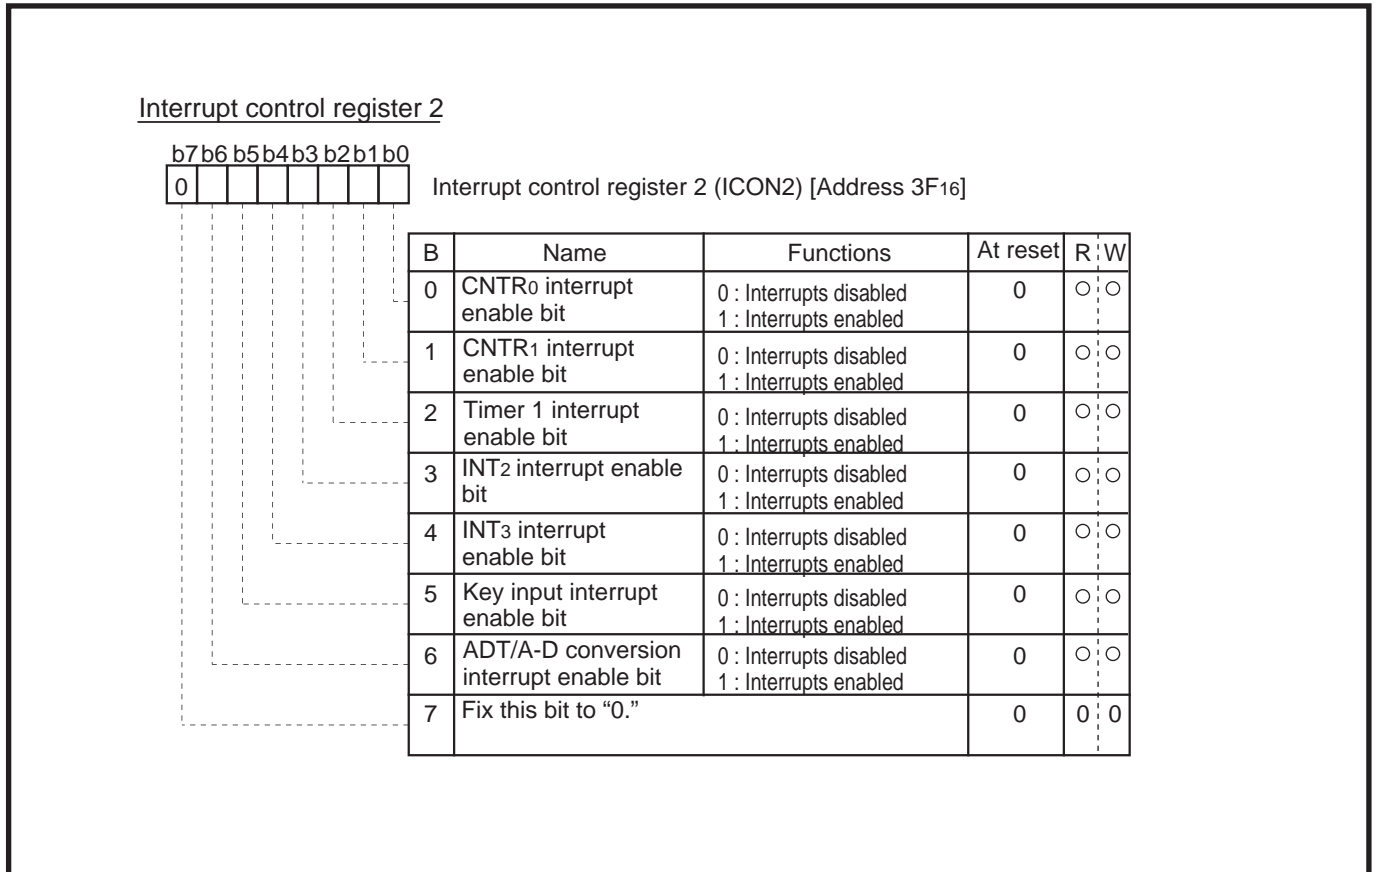 Interrupt control register 2
b7 b6 b5 b4 b3 b2 b1 b0
0
Interrupt control register 2 (ICON2) [Address 3F16]
B Name Functions At reset R W
0 CNTR0 interrupt enable bit 0 : Interrupts disabled 1 : Interrupts enabled 0 ○ ○
1 CNTR1 interrupt enable bit 0 : Interrupts disabled 1 : Interrupts enabled 0 ○ ○
2 Timer 1 interrupt enable bit 0 : Interrupts disabled 1 : Interrupts enabled 0 ○ ○
3 INT2 interrupt enable bit 0 : Interrupts disabled 1 : Interrupts enabled 0 ○ ○
4 INT3 interrupt enable bit 0 : Interrupts disabled 1 : Interrupts enabled 0 ○ ○
5 Key input interrupt enable bit 0 : Interrupts disabled 1 : Interrupts enabled 0 ○ ○
6 ADT/A-D conversion interrupt enable bit 0 : Interrupts disabled 1 : Interrupts enabled 0 ○ ○
7 Fix this bit to “0.” 0 0 0